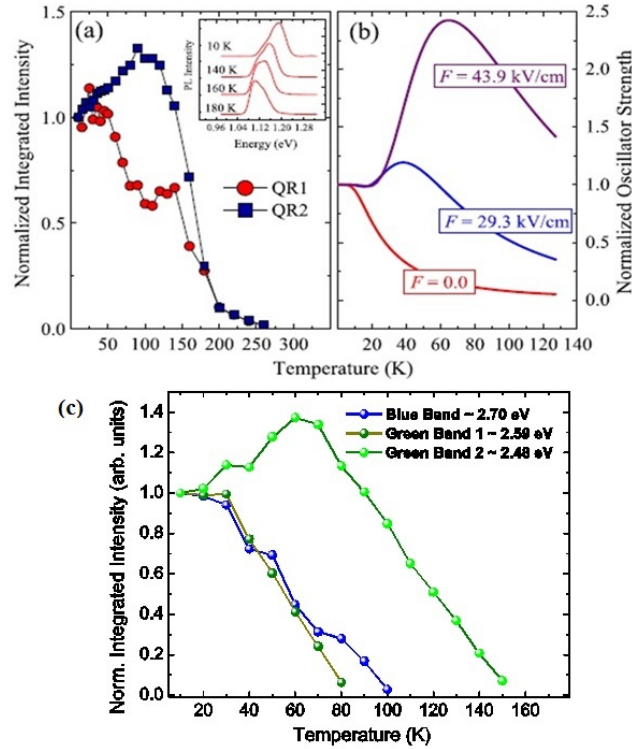 (a)
Normalized Integrated Intensity
1.5
1.0
0.5
0.0
0 50 100 150 200 250 300
QR1
QR2
PL Intensity
10 K
140 K
160 K
180 K
0.96 1.04 1.12 1.20 1.28
Energy (eV)
(b)
F = 43.9 kV/cm
F = 29.3 kV/cm
F = 0.0
2.5
2.0
1.5
1.0
0.5
0.0
Normalized Oscillator Strength
0 20 40 60 80 100 120 140
Temperature (K)
(c)
Norm. Integrated Intensity (arb. units)
1.4
1.2
1.0
0.8
0.6
0.4
0.2
0.0
Blue Band ~ 2.70 eV
Green Band 1 ~ 2.59 eV
Green Band 2 ~ 2.48 eV
20 40 60 80 100 120 140 160
Temperature (K)